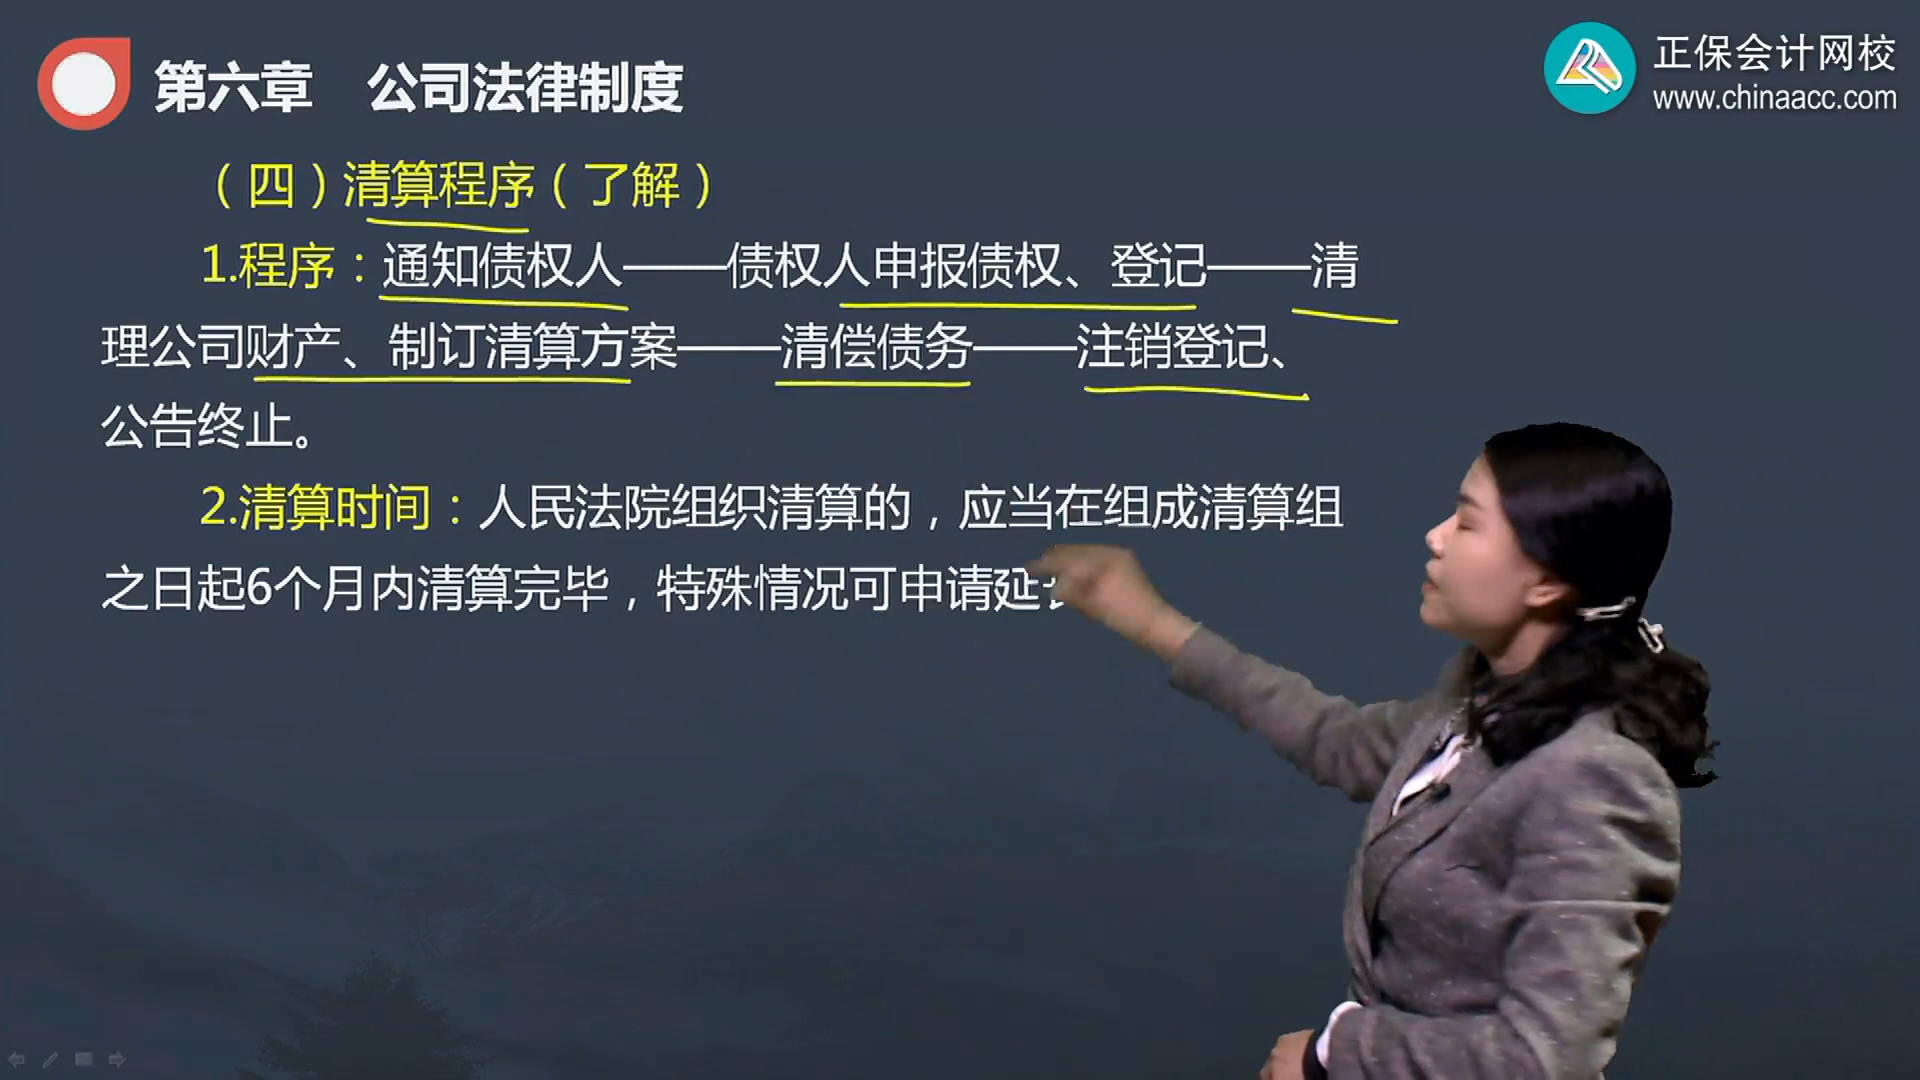 第六章 公司法律制度
正保会计网校
www.chinaacc.com
（四）清算程序（了解）
1.程序：通知债权人——债权人申报债权、登记——清
理公司财产、制订清算方案——清偿债务——注销登记、
公告终止。
2.清算时间：人民法院组织清算的，应当在组成清算组
之日起6个月内清算完毕，特殊情况可申请延